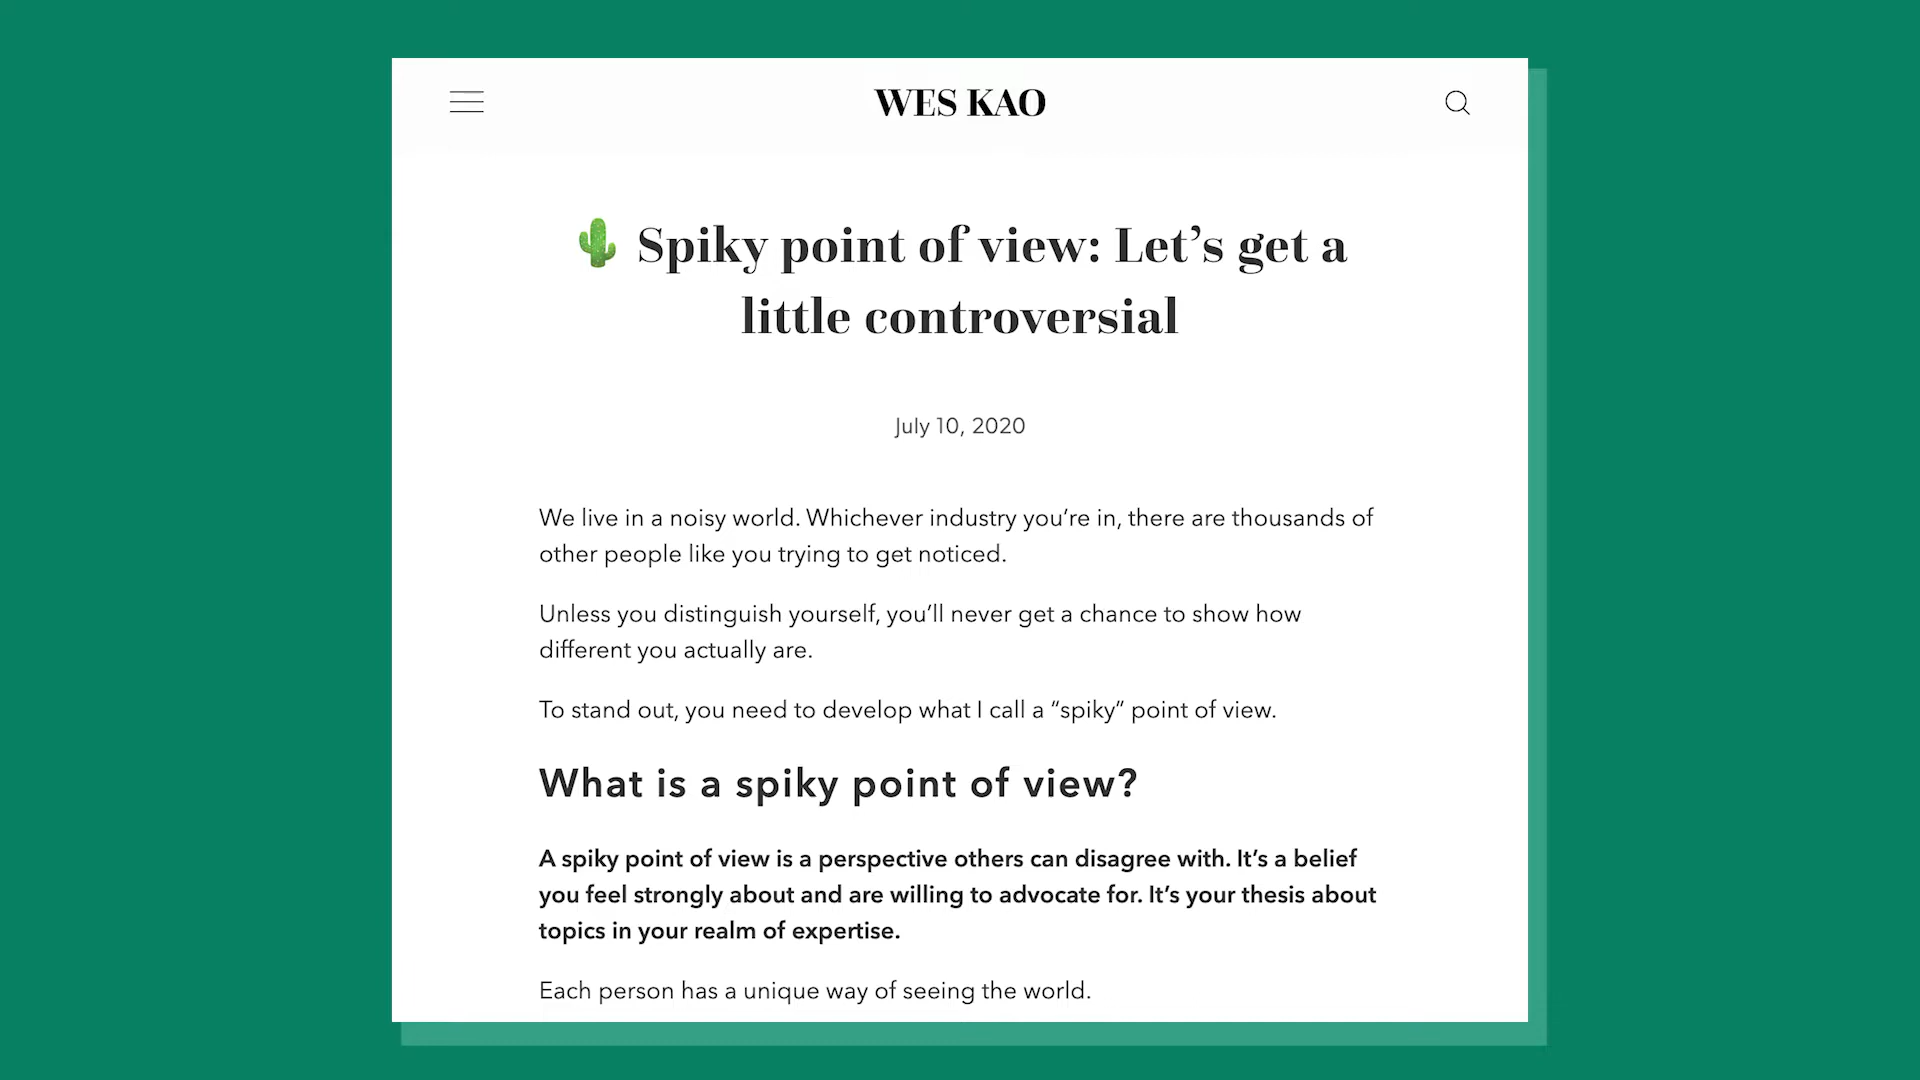 WES KAO
🌵 Spiky point of view: Let’s get a
little controversial
July 10, 2020
We live in a noisy world. Whichever industry you’re in, there are thousands of
other people like you trying to get noticed.
Unless you distinguish yourself, you’ll never get a chance to show how
different you actually are.
To stand out, you need to develop what I call a “spiky” point of view.
What is a spiky point of view?
A spiky point of view is a perspective others can disagree with. It’s a belief
you feel strongly about and are willing to advocate for. It’s your thesis about
topics in your realm of expertise.
Each person has a unique way of seeing the world.